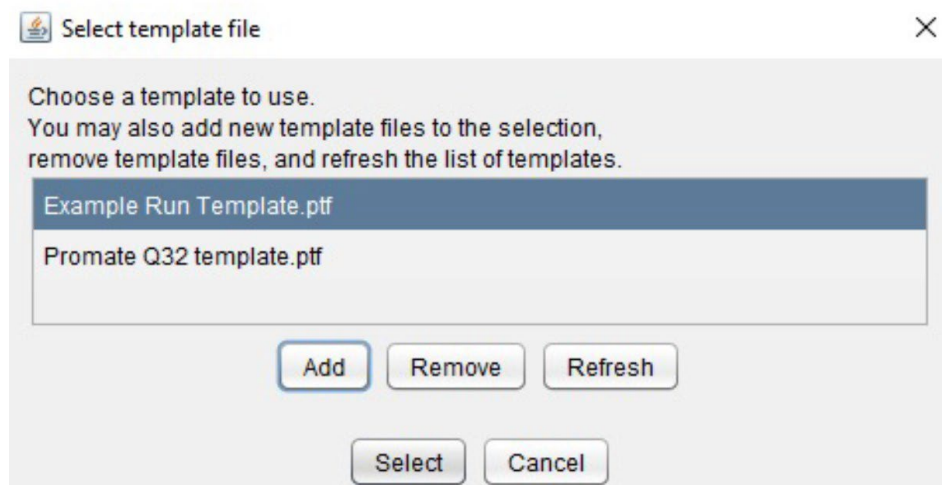 Select template file
Choose a template to use.
You may also add new template files to the selection,
remove template files, and refresh the list of templates.
Example Run Template.ptf
Promate Q32 template.ptf
Add Remove Refresh
Select Cancel